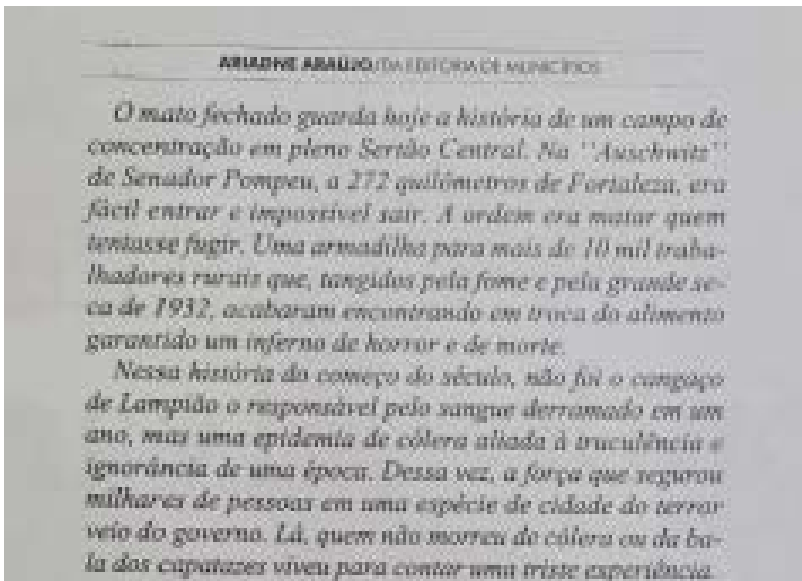 ARIADNE ARAÚJO/DA EDITORIA DE MUNICÍPIOS
O mato fechado guarda hoje a história de um campo de
concentração em pleno Sertão Central. Na "Auschwitz"
de Senador Pompeu, a 272 quilômetros de Fortaleza, era
fácil entrar e impossível sair. A ordem era matar quem
tentasse fugir. Uma armadilha para mais de 10 mil traba-
lhadores rurais que, tangidos pela fome e pela grande se-
ca de 1932, acabaram encontrando em troca do alimento
garantido um inferno de horror e de morte.
Nessa história do começo do século, não foi o cangaço
de Lampião o responsável pelo sangue derramado em um
ano, mas uma epidemia de cólera aliada à truculência e
ignorância de uma época. Dessa vez, a força que segurou
milhares de pessoas em uma espécie de cidade do terror
veio do governo. Lá, quem não morreu de cólera ou da ba-
la dos capatazes viveu para contar uma triste experiência.